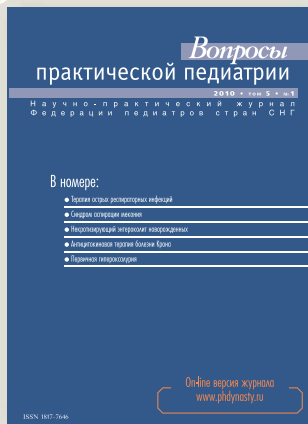 Вопросы
практической педиатрии
2010 • том 5 • №1
Научно-практический журнал
Федерации педиатров стран СНГ
В номере:
● Терапия острых респираторных инфекций
● Синдром аспирации мекония
● Некротизирующий энтероколит новорожденных
● Антицитокиновая терапия болезни Крона
● Первичная гипероксалурия
On-line версия журнала
www.phdynasty.ru
ISSN 1817-7646